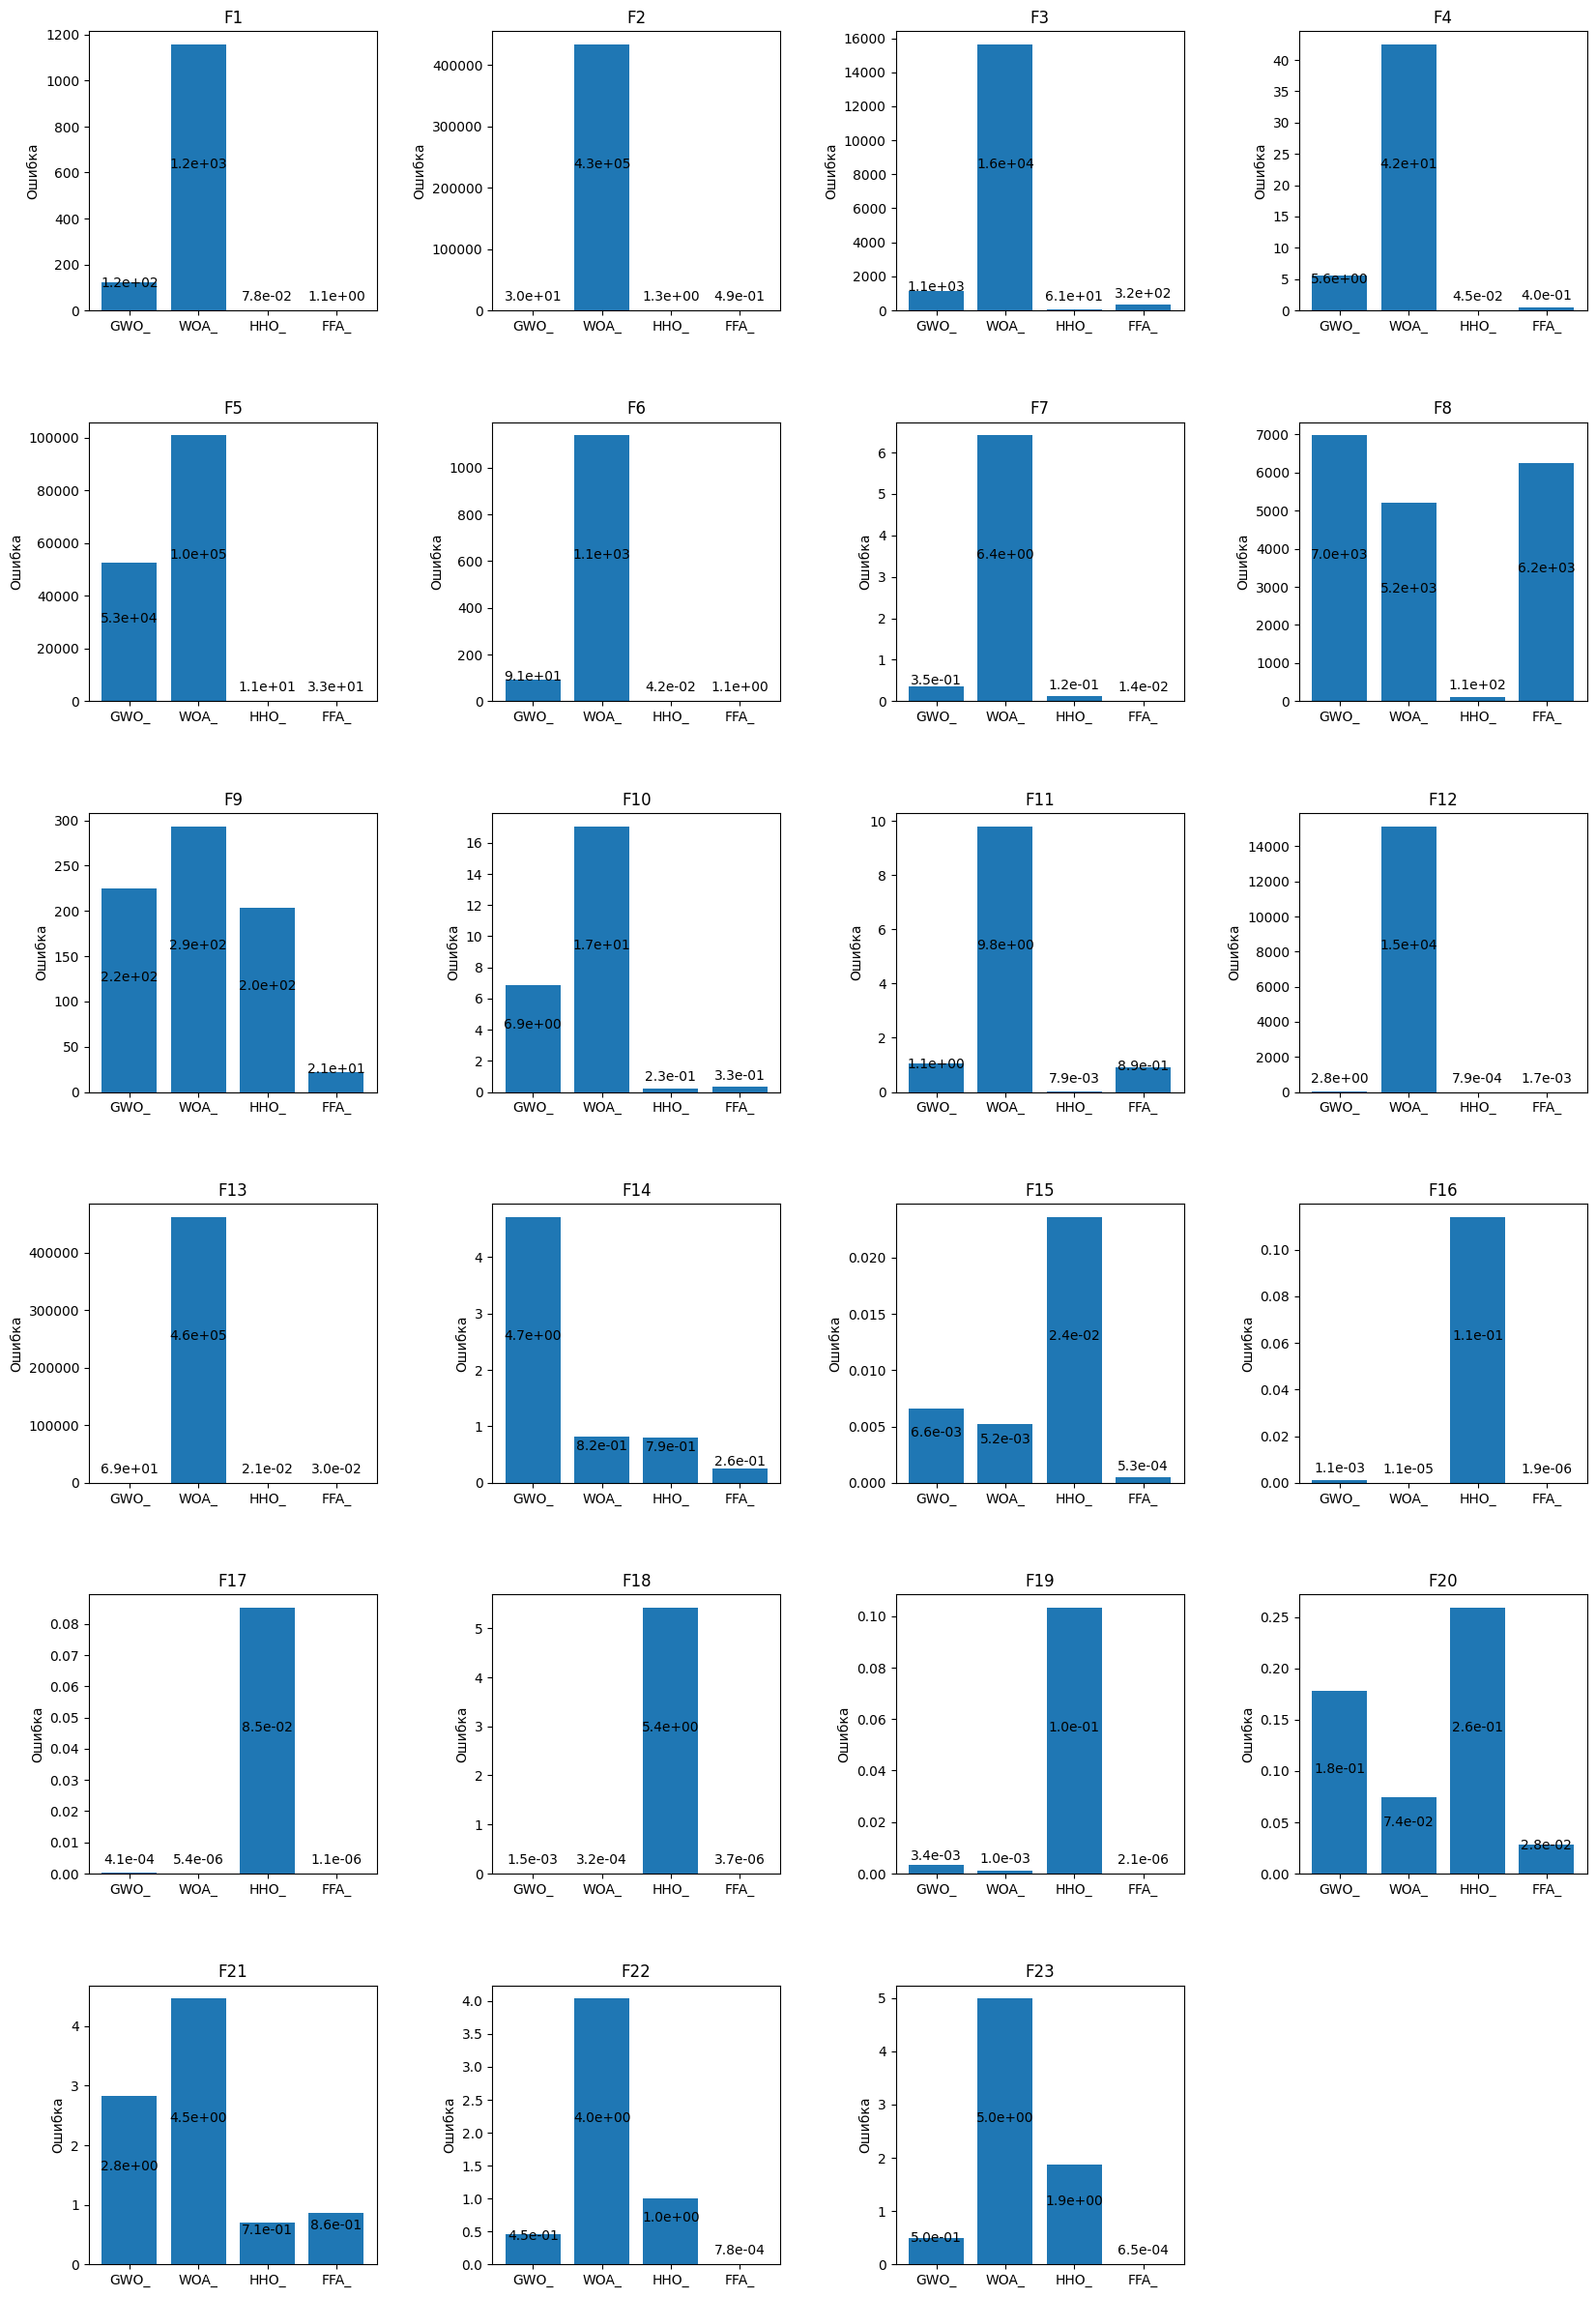 F1
1200
1000
800
600
400
200
0
Ошибка
1.2e+02
1.2e+03
7.8e-02
1.1e+00
GWO_ WOA_ HHO_ FFA_
F2
400000
300000
200000
100000
0
Ошибка
3.0e+01
4.3e+05
1.3e+00
4.9e-01
GWO_ WOA_ HHO_ FFA_
F3
16000
14000
12000
10000
8000
6000
4000
2000
0
Ошибка
1.1e+03
1.6e+04
6.1e+01
3.2e+02
GWO_ WOA_ HHO_ FFA_
F4
40
35
30
25
20
15
10
5
0
Ошибка
5.6e+00
4.2e+01
4.5e-02
4.0e-01
GWO_ WOA_ HHO_ FFA_
F5
100000
80000
60000
40000
20000
0
Ошибка
5.3e+04
1.0e+05
1.1e+01
3.3e+01
GWO_ WOA_ HHO_ FFA_
F6
1000
800
600
400
200
0
Ошибка
9.1e+01
1.1e+03
4.2e-02
1.1e+00
GWO_ WOA_ HHO_ FFA_
F7
6
5
4
3
2
1
0
Ошибка
3.5e-01
6.4e+00
1.2e-01
1.4e-02
GWO_ WOA_ HHO_ FFA_
F8
7000
6000
5000
4000
3000
2000
1000
0
Ошибка
7.0e+03
5.2e+03
1.1e+02
6.2e+03
GWO_ WOA_ HHO_ FFA_
F9
300
250
200
150
100
50
0
Ошибка
2.2e+02
2.9e+02
2.0e+02
2.1e+01
GWO_ WOA_ HHO_ FFA_
F10
16
14
12
10
8
6
4
2
0
Ошибка
6.9e+00
1.7e+01
2.3e-01
3.3e-01
GWO_ WOA_ HHO_ FFA_
F11
10
8
6
4
2
0
Ошибка
1.1e+00
9.8e+00
7.9e-03
8.9e-01
GWO_ WOA_ HHO_ FFA_
F12
14000
12000
10000
8000
6000
4000
2000
0
Ошибка
2.8e+00
1.5e+04
7.9e-04
1.7e-03
GWO_ WOA_ HHO_ FFA_
F13
400000
300000
200000
100000
0
Ошибка
6.9e+01
4.6e+05
2.1e-02
3.0e-02
GWO_ WOA_ HHO_ FFA_
F14
4
3
2
1
0
Ошибка
4.7e+00
8.2e-01
7.9e-01
2.6e-01
GWO_ WOA_ HHO_ FFA_
F15
0.020
0.015
0.010
0.005
0.000
Ошибка
6.6e-03
5.2e-03
2.4e-02
5.3e-04
GWO_ WOA_ HHO_ FFA_
F16
0.10
0.08
0.06
0.04
0.02
0.00
Ошибка
1.1e-03
1.1e-05
1.1e-01
1.9e-06
GWO_ WOA_ HHO_ FFA_
F17
0.08
0.07
0.06
0.05
0.04
0.03
0.02
0.01
0.00
Ошибка
4.1e-04
5.4e-06
8.5e-02
1.1e-06
GWO_ WOA_ HHO_ FFA_
F18
5
4
3
2
1
0
Ошибка
1.5e-03
3.2e-04
5.4e+00
3.7e-06
GWO_ WOA_ HHO_ FFA_
F19
0.10
0.08
0.06
0.04
0.02
0.00
Ошибка
3.4e-03
1.0e-03
1.0e-01
2.1e-06
GWO_ WOA_ HHO_ FFA_
F20
0.25
0.20
0.15
0.10
0.05
0.00
Ошибка
1.8e-01
7.4e-02
2.6e-01
2.8e-02
GWO_ WOA_ HHO_ FFA_
F21
4
3
2
1
0
Ошибка
2.8e+00
4.5e+00
7.1e-01
8.6e-01
GWO_ WOA_ HHO_ FFA_
F22
4.0
3.5
3.0
2.5
2.0
1.5
1.0
0.5
0.0
Ошибка
4.5e-01
4.0e+00
1.0e+00
7.8e-04
GWO_ WOA_ HHO_ FFA_
F23
5
4
3
2
1
0
Ошибка
5.0e-01
5.0e+00
1.9e+00
6.5e-04
GWO_ WOA_ HHO_ FFA_